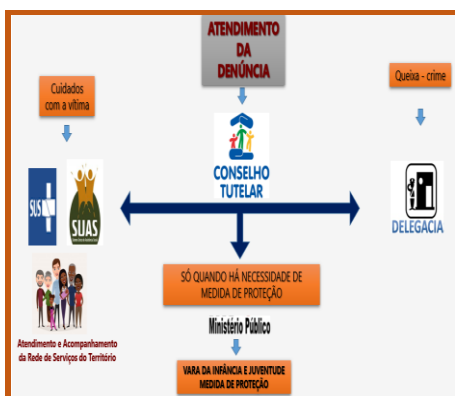 ATENDIMENTO
DA
DENÚNCIA
Cuidados
com a vítima
Queixa - crime
CONSELHO
TUTELAR
SUS
SUAS
DELEGACIA
SÓ QUANDO HÁ NECESSIDADE DE
MEDIDA DE PROTEÇÃO
Ministério Público
Atendimento e Acompanhamento
da Rede de Serviços do Território
VARA DA INFÂNCIA E JUVENTUDE
MEDIDA DE PROTEÇÃO